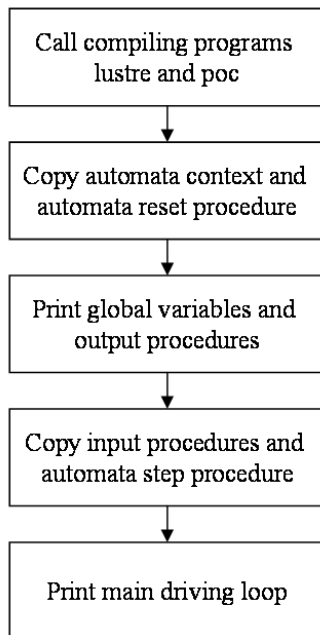 Call compiling programs
lustre and poc
Copy automata context and
automata reset procedure
Print global variables and
output procedures
Copy input procedures and
automata step procedure
Print main driving loop